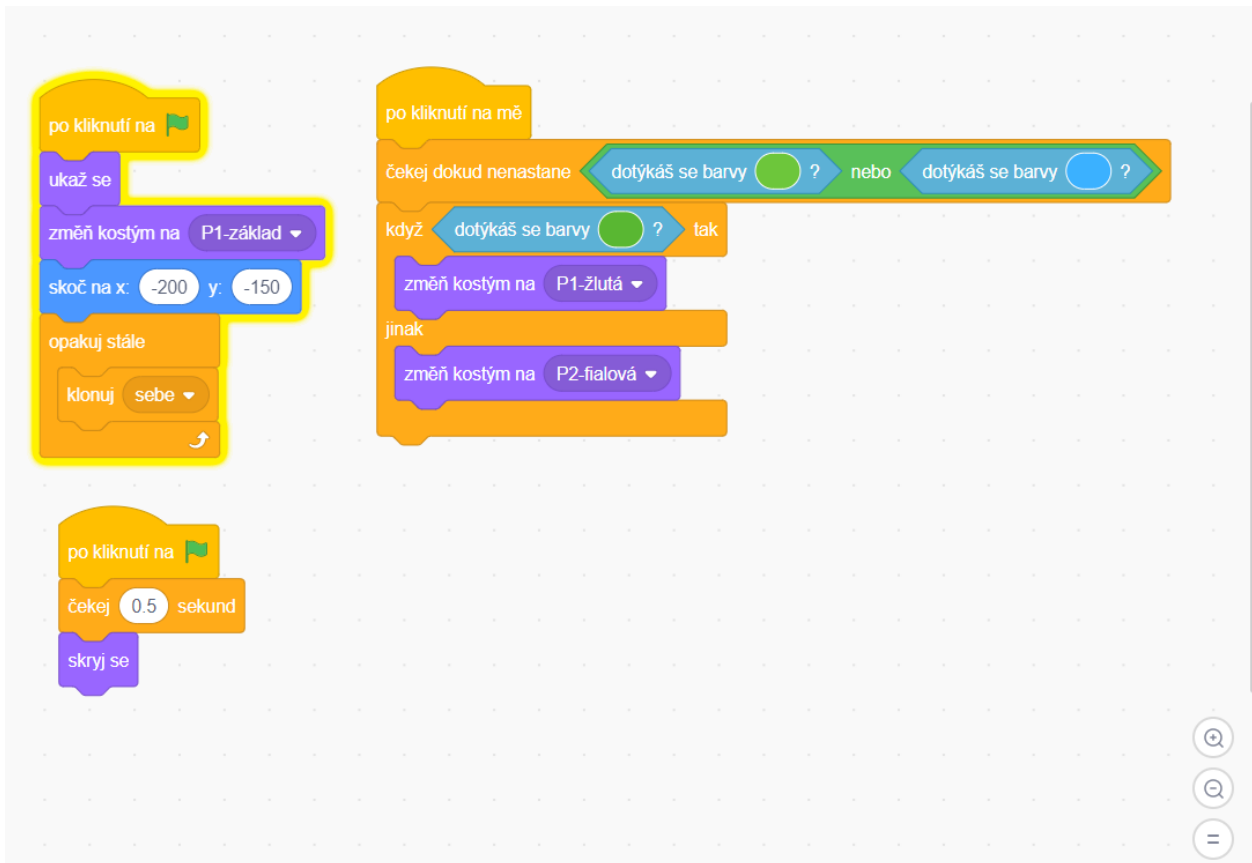 po kliknutí na
ukaž se
změň kostým na P1-základ
skoč na x: -200 y: -150
opakuj stále
klonuj sebe
po kliknutí na mě
čekej dokud nenastane dotýkáš se barvy ? nebo dotýkáš se barvy ?
když dotýkáš se barvy ? tak
změň kostým na P1-žlutá
jinak
změň kostým na P2-fialová
po kliknutí na
čekej 0.5 sekund
skryj se